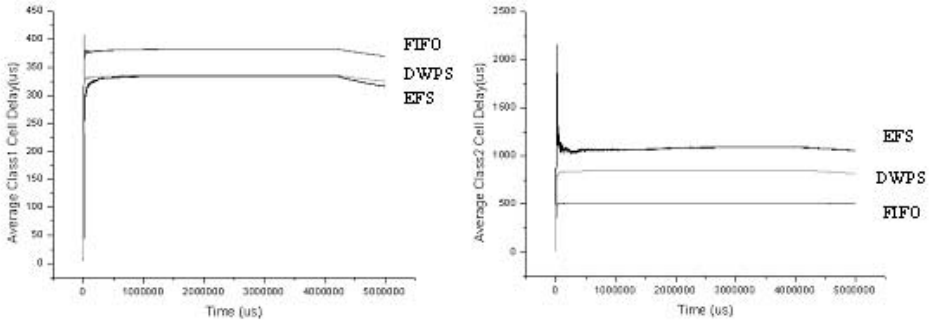 450
400
350
300
250
200
150
100
50
0
Average Class1 Cell Delay(us)
0 1000000 2000000 3000000 4000000 5000000
Time (us)
FIFO
DWPS
EFS
2500
2000
1500
1000
500
0
Average Class2 Cell Delay(us)
0 1000000 2000000 3000000 4000000 5000000
Time (us)
EFS
DWPS
FIFO